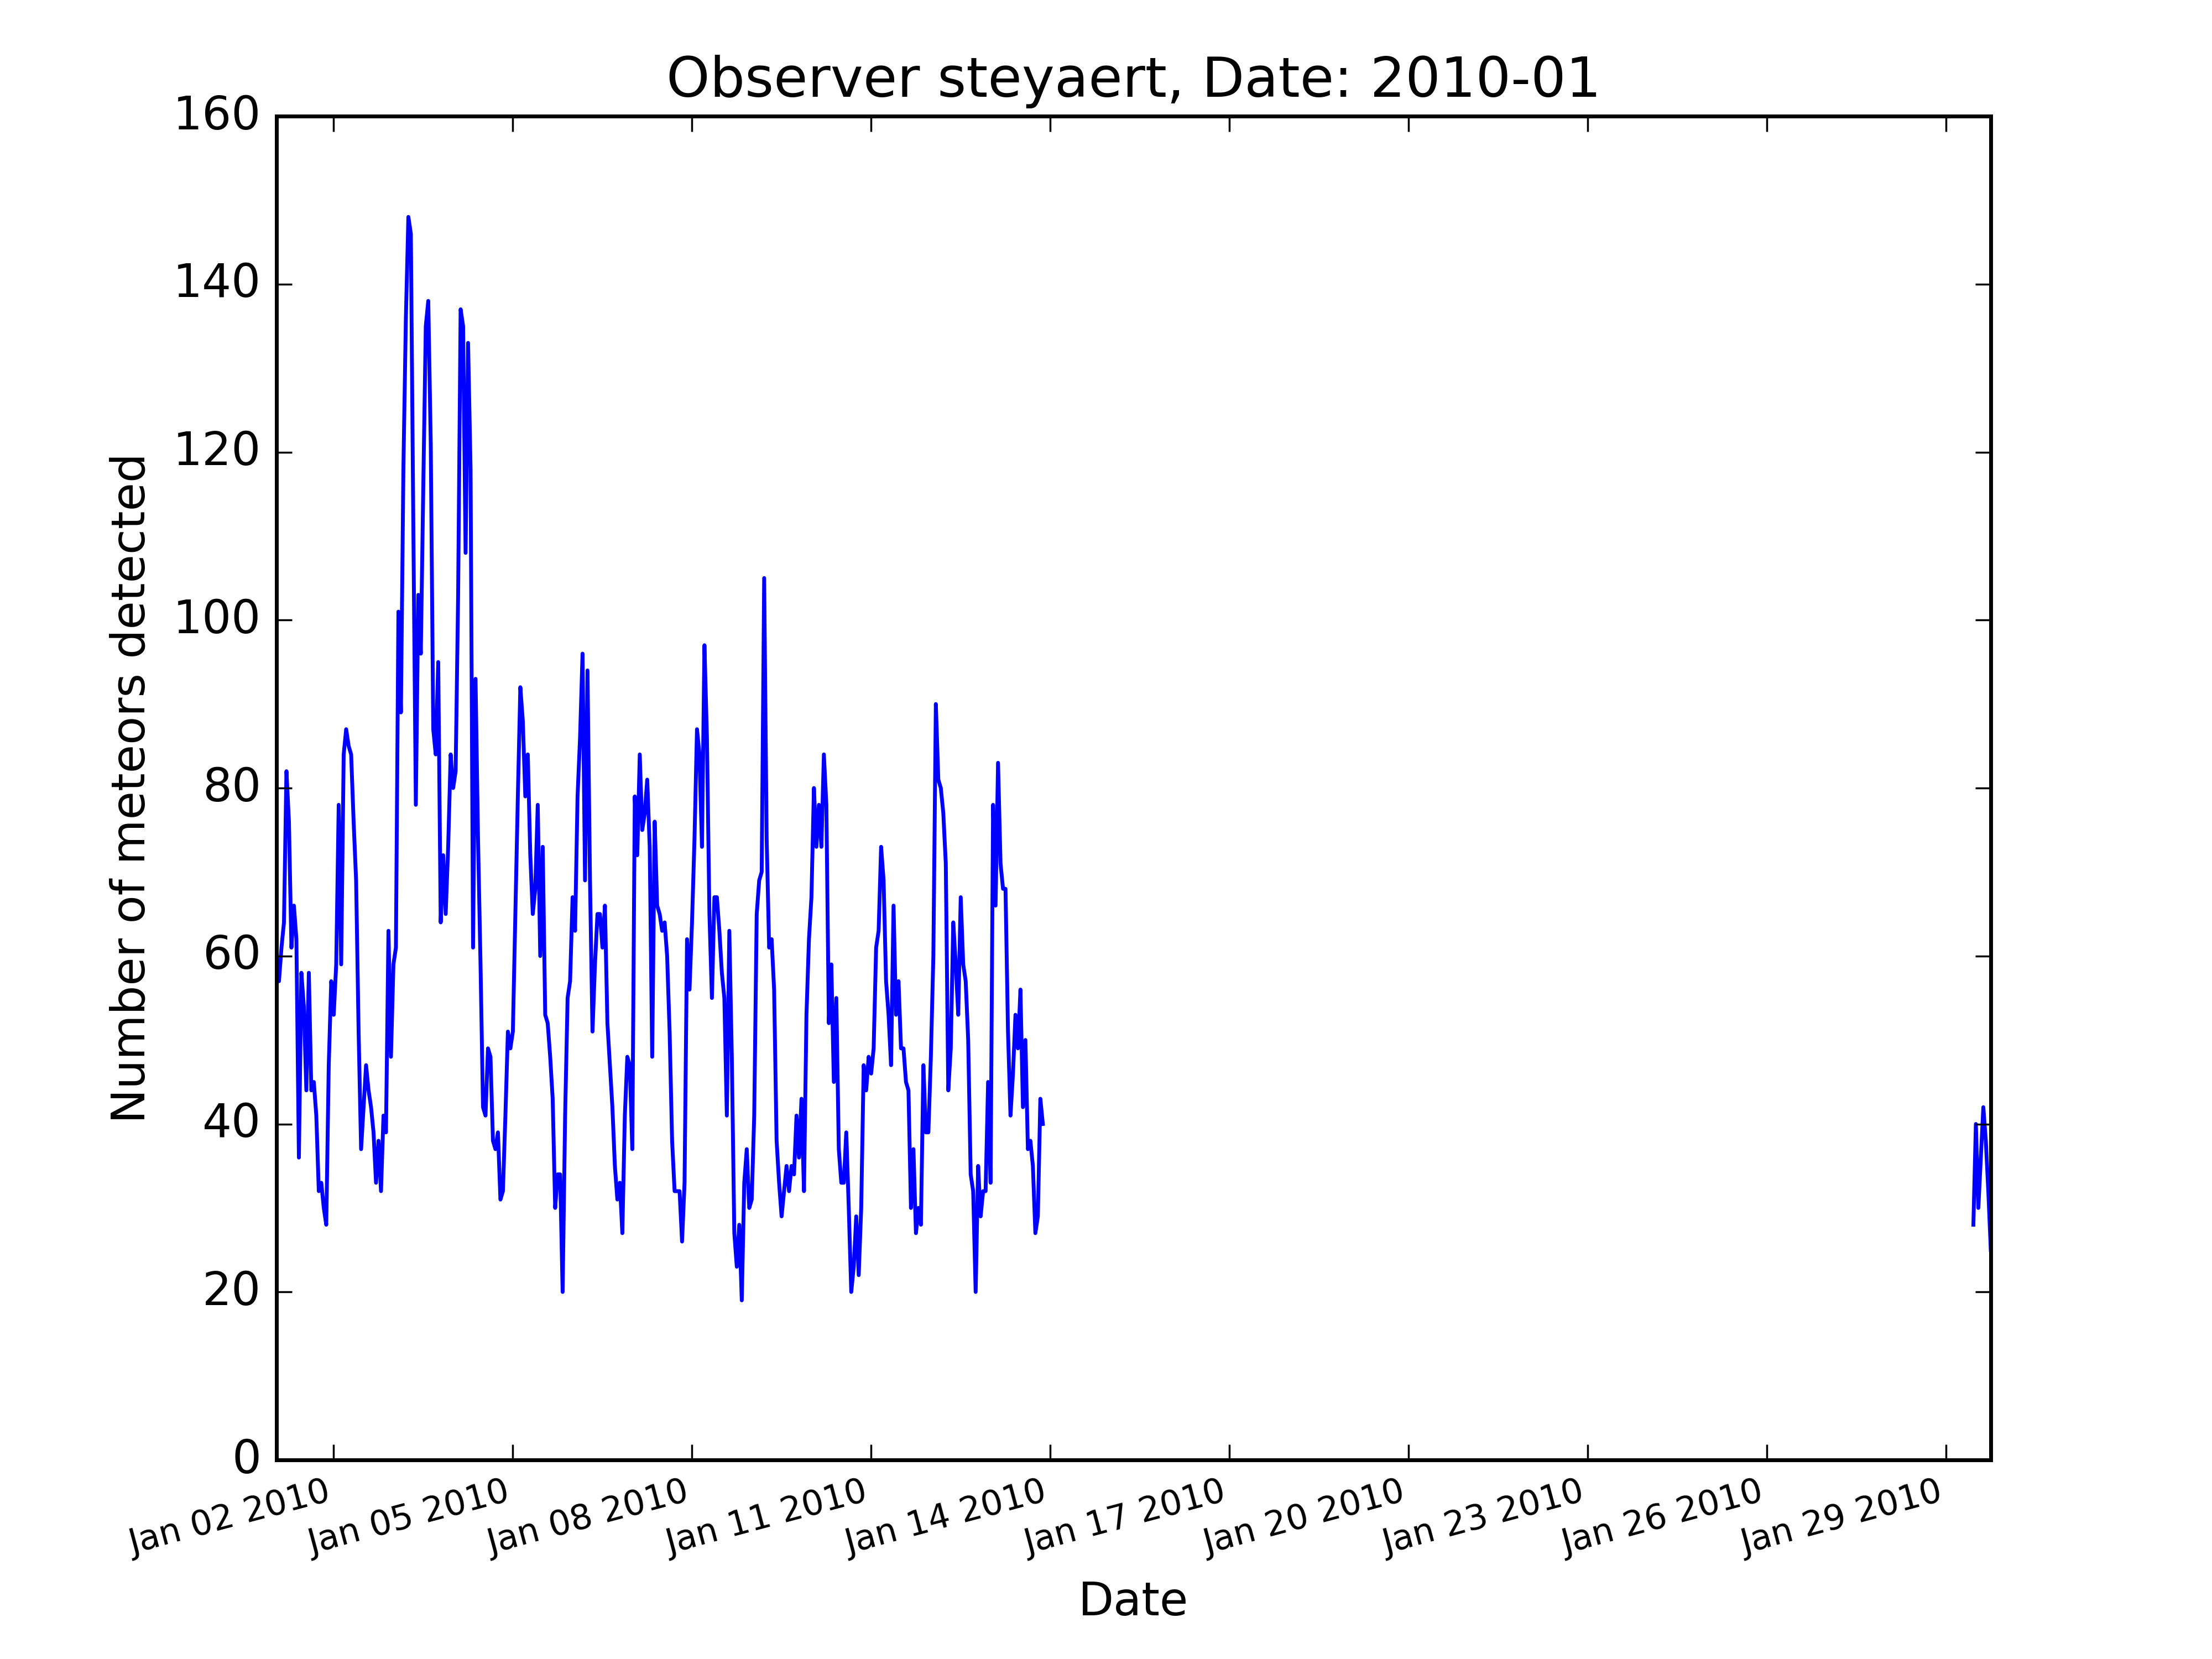 Observer steyaert, Date: 2010-01
160
140
120
100
80
60
40
20
0
Number of meteors detected
Jan 02 2010
Jan 05 2010
Jan 08 2010
Jan 11 2010
Jan 14 2010
Jan 17 2010
Jan 20 2010
Jan 23 2010
Jan 26 2010
Jan 29 2010
Date